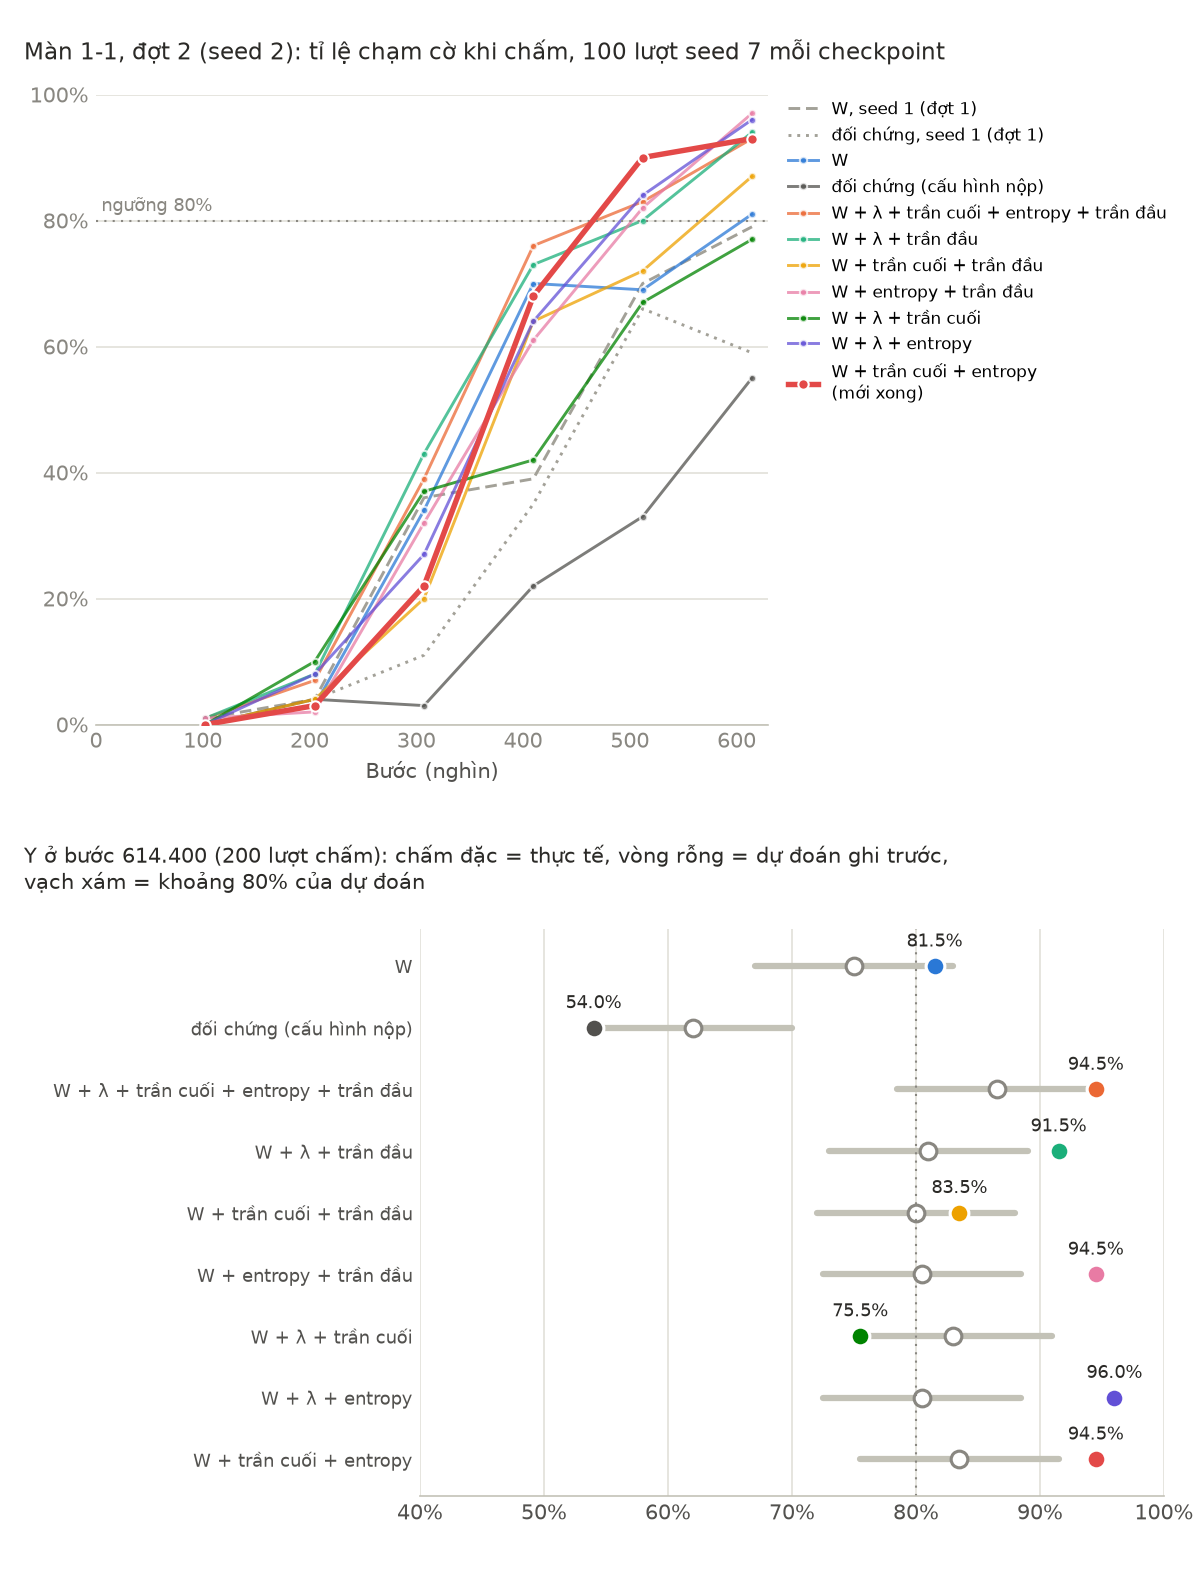 Màn 1-1, đợt 2 (seed 2): tỉ lệ chạm cờ khi chấm, 100 lượt seed 7 mỗi checkpoint
100%
80%
60%
40%
20%
0%
ngưỡng 80%
0 100 200 300 400 500 600
Bước (nghìn)
W, seed 1 (đợt 1)
đối chứng, seed 1 (đợt 1)
W
đối chứng (cấu hình nộp)
W + λ + trần cuối + entropy + trần đầu
W + λ + trần đầu
W + trần cuối + trần đầu
W + entropy + trần đầu
W + λ + trần cuối
W + λ + entropy
W + trần cuối + entropy
(mới xong)
Y ở bước 614.400 (200 lượt chấm): chấm đặc = thực tế, vòng rỗng = dự đoán ghi trước,
vạch xám = khoảng 80% của dự đoán
81.5%
W
54.0%
đối chứng (cấu hình nộp)
94.5%
W + λ + trần cuối + entropy + trần đầu
91.5%
W + λ + trần đầu
83.5%
W + trần cuối + trần đầu
94.5%
W + entropy + trần đầu
75.5%
W + λ + trần cuối
96.0%
W + λ + entropy
94.5%
W + trần cuối + entropy
40% 50% 60% 70% 80% 90% 100%